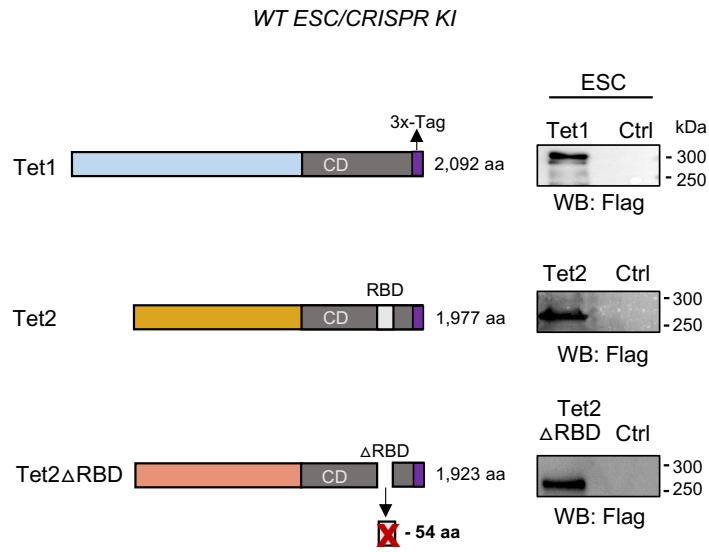 WT ESC/CRISPR KI
ESC
3x-Tag
Tet1 Ctrl kDa
Tet1 CD 2,092 aa
- 300
- 250
WB: Flag
RBD
Tet2 Ctrl
Tet2 CD 1,977 aa
- 300
- 250
WB: Flag
Tet2
ΔRBD Ctrl
ΔRBD
Tet2ΔRBD CD 1,923 aa
- 300
- 250
WB: Flag
X - 54 aa